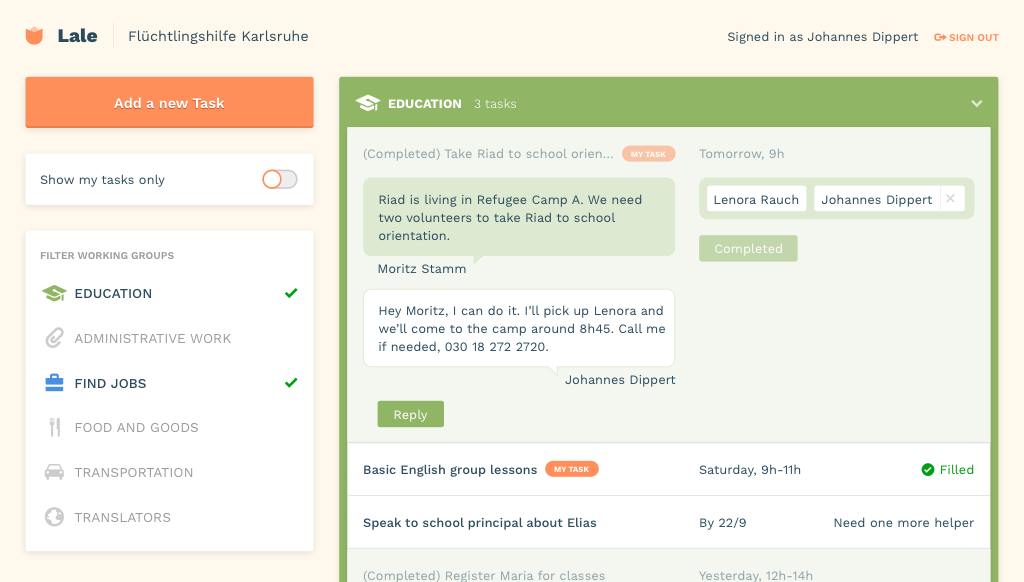 Lale
Flüchtlingshilfe Karlsruhe
Signed in as Johannes Dippert
SIGN OUT
Add a new Task
Show my tasks only
FILTER WORKING GROUPS
EDUCATION
ADMINISTRATIVE WORK
FIND JOBS
FOOD AND GOODS
TRANSPORTATION
TRANSLATORS
EDUCATION 3 tasks
(Completed) Take Riad to school orien... MY TASK
Tomorrow, 9h
Riad is living in Refugee Camp A. We need
two volunteers to take Riad to school
orientation.
Moritz Stamm
Lenora Rauch
Johannes Dippert
Completed
Hey Moritz, I can do it. I'll pick up Lenora and
we'll come to the camp around 8h45. Call me
if needed, 030 18 272 2720.
Johannes Dippert
Reply
Basic English group lessons MY TASK
Saturday, 9h-11h
Filled
Speak to school principal about Elias
By 22/9
Need one more helper
(Completed) Register Maria for classes
Yesterday, 12h-14h